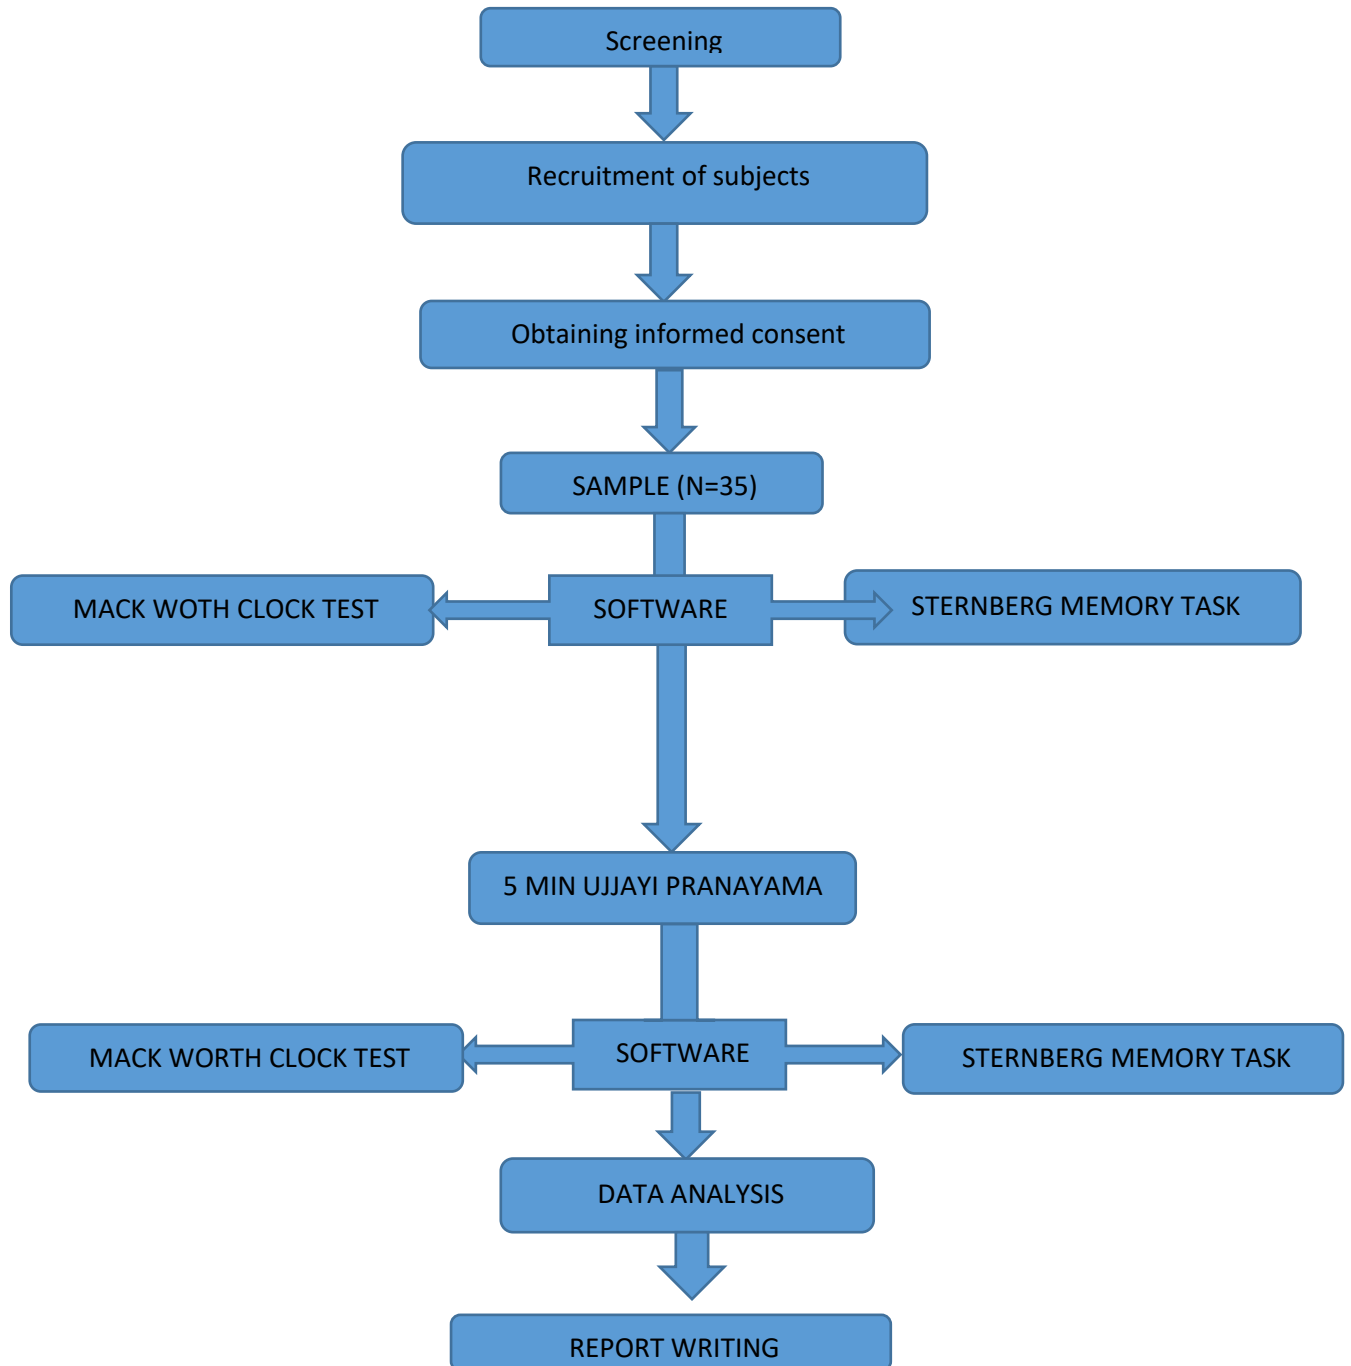 Screening
Recruitment of subjects
Obtaining informed consent
SAMPLE (N=35)
MACK WOTH CLOCK TEST
SOFTWARE
STERNBERG MEMORY TASK
5 MIN UJJAYI PRANAYAMA
MACK WORTH CLOCK TEST
SOFTWARE
STERNBERG MEMORY TASK
DATA ANALYSIS
REPORT WRITING